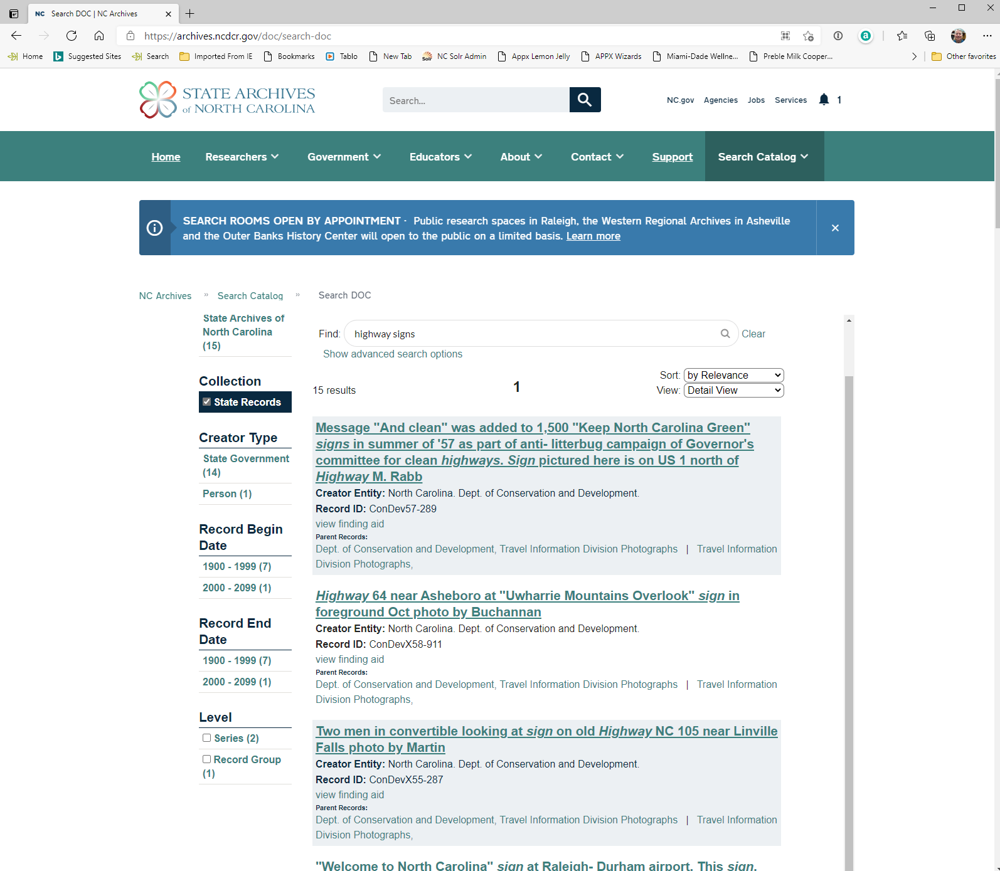 NC Search DOC | NC Archives
https://archives.ncdcr.gov/doc/search-doc
Home Suggested Sites Search Imported From IE Bookmarks Tablo New Tab NC Solr Admin Appx Lemon Jelly APPX Wizards Miami-Dade Wellne... Preble Milk Cooper... Other favorites
STATE ARCHIVES
of NORTH CAROLINA
Search...
NC.gov Agencies Jobs Services 1
Home Researchers Government Educators About Contact Support Search Catalog
SEARCH ROOMS OPEN BY APPOINTMENT · Public research spaces in Raleigh, the Western Regional Archives in Asheville
and the Outer Banks History Center will open to the public on a limited basis. Learn more
NC Archives » Search Catalog » Search DOC
State Archives of
North Carolina
(15)
Collection
State Records
Creator Type
State Government
(14)
Person (1)
Record Begin
Date
1900 - 1999 (7)
2000 - 2099 (1)
Record End
Date
1900 - 1999 (7)
2000 - 2099 (1)
Level
Series (2)
Record Group
(1)
Find: highway signs Clear
Show advanced search options
Sort: by Relevance
15 results 1 View: Detail View
Message "And clean" was added to 1,500 "Keep North Carolina Green"
signs in summer of '57 as part of anti- litterbug campaign of Governor's
committee for clean highways. Sign pictured here is on US 1 north of
Highway M. Rabb
Creator Entity: North Carolina. Dept. of Conservation and Development.
Record ID: ConDev57-289
view finding aid
Parent Records:
Dept. of Conservation and Development, Travel Information Division Photographs | Travel Information
Division Photographs,
Highway 64 near Asheboro at "Uwharrie Mountains Overlook" sign in
foreground Oct photo by Buchannan
Creator Entity: North Carolina. Dept. of Conservation and Development.
Record ID: ConDevX58-911
view finding aid
Parent Records:
Dept. of Conservation and Development, Travel Information Division Photographs | Travel Information
Division Photographs,
Two men in convertible looking at sign on old Highway NC 105 near Linville
Falls photo by Martin
Creator Entity: North Carolina. Dept. of Conservation and Development.
Record ID: ConDevX55-287
view finding aid
Parent Records:
Dept. of Conservation and Development, Travel Information Division Photographs | Travel Information
Division Photographs,
"Welcome to North Carolina" sign at Raleigh- Durham airport. This sign.